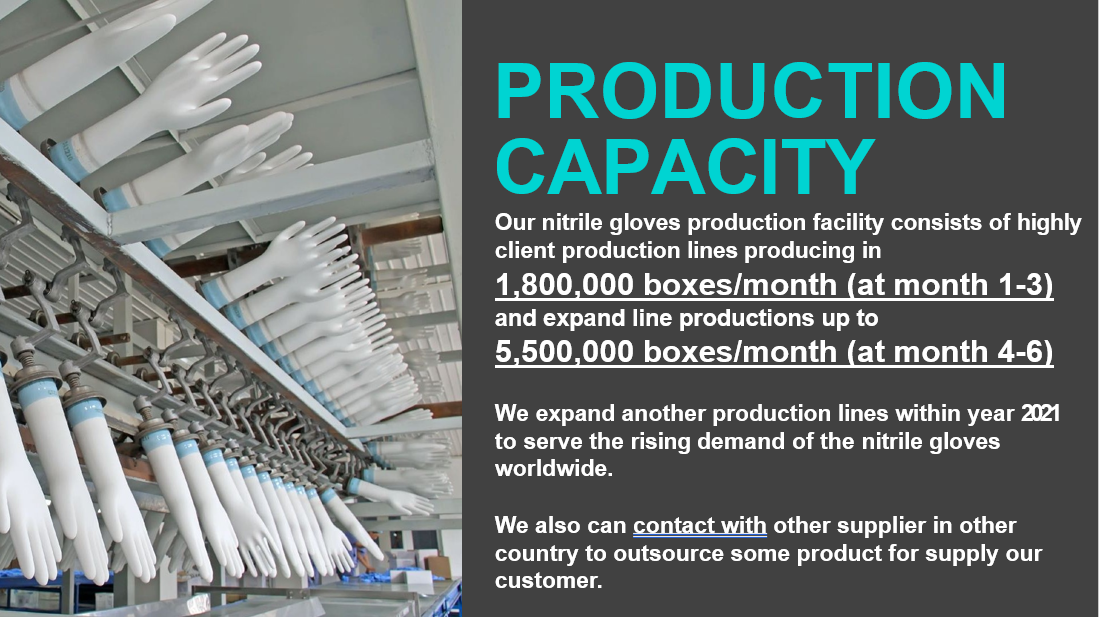 PRODUCTION
CAPACITY
Our nitrile gloves production facility consists of highly
client production lines producing in
1,800,000 boxes/month (at month 1-3)
and expand line productions up to
5,500,000 boxes/month (at month 4-6)
We expand another production lines within year 2021
to serve the rising demand of the nitrile gloves
worldwide.
We also can contact with other supplier in other
country to outsource some product for supply our
customer.